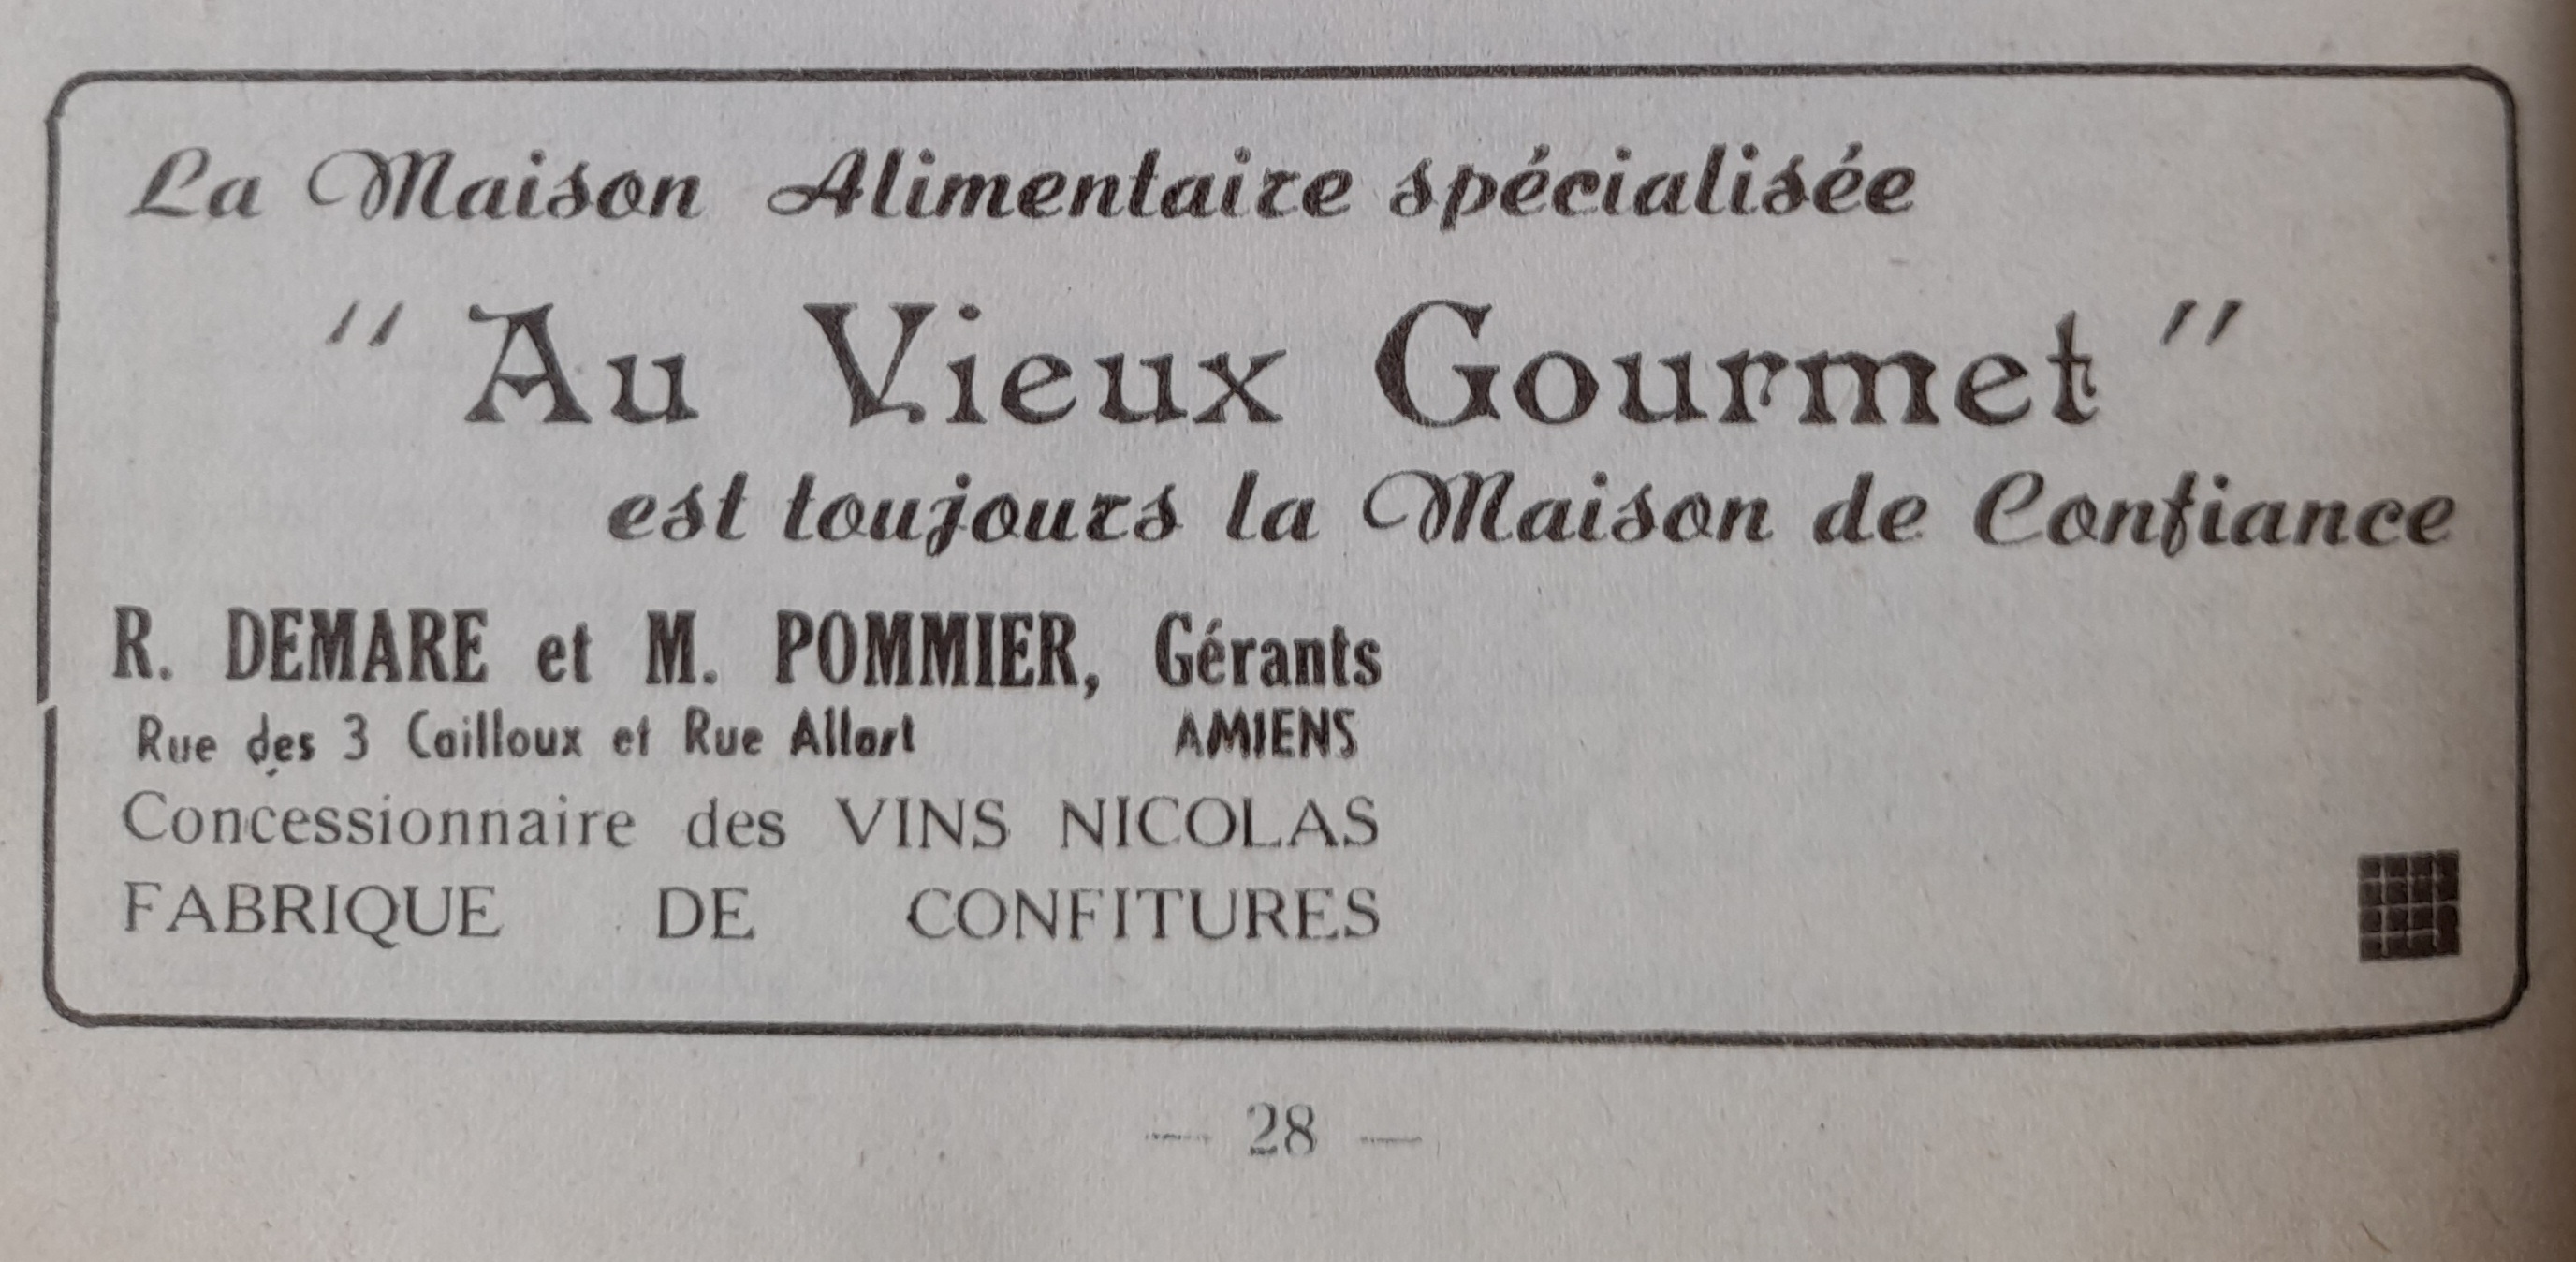 La Maison Alimentaire spécialisée
" Au Vieux Gourmet "
est toujours la Maison de Confiance
R. DEMARE et M. POMMIER, Gérants
Rue des 3 Cailloux et Rue Allart AMIENS
Concessionnaire des VINS NICOLAS
FABRIQUE DE CONFITURES
— 28 —